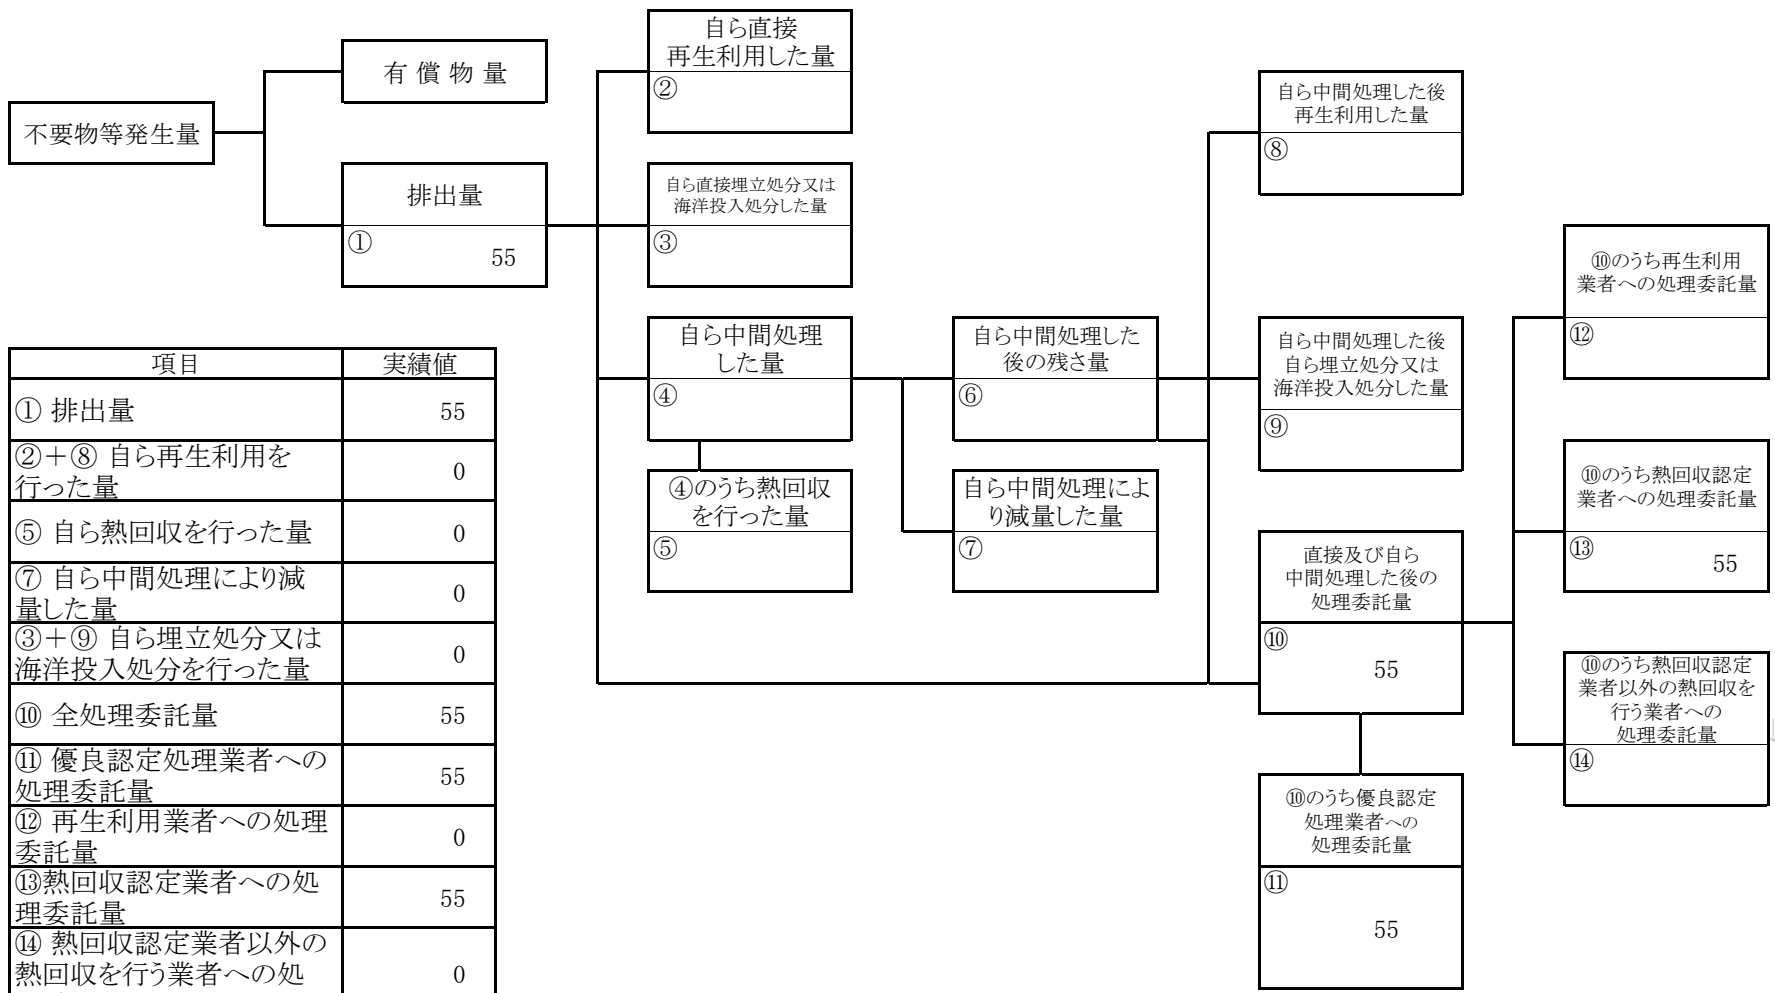 不要物等発生量
有 償 物 量
排出量
①
55
自ら直接
再生利用した量
②
自ら直接埋立処分又は
海洋投入処分した量
③
自ら中間処理
した量
④
④のうち熱回収
を行った量
⑤
自ら中間処理した
後の残さ量
⑥
自ら中間処理によ
り減量した量
⑦
自ら中間処理した後
再生利用した量
⑧
自ら中間処理した後
自ら埋立処分又は
海洋投入処分した量
⑨
直接及び自ら
中間処理した後の
処理委託量
⑩
55
⑩のうち優良認定
処理業者への
処理委託量
⑪
55
⑩のうち再生利用
業者への処理委託量
⑫
⑩のうち熱回収認定
業者への処理委託量
⑬
55
⑩のうち熱回収認定
業者以外の熱回収を
行う業者への
処理委託量
⑭
項目 実績値
① 排出量 55
②＋⑧ 自ら再生利用を
行った量 0
⑤ 自ら熱回収を行った量 0
⑦ 自ら中間処理により減
量した量 0
③＋⑨ 自ら埋立処分又は
海洋投入処分を行った量 0
⑩ 全処理委託量 55
⑪ 優良認定処理業者への
処理委託量 55
⑫ 再生利用業者への処理
委託量 0
⑬熱回収認定業者への処
理委託量 55
⑭ 熱回収認定業者以外の
熱回収を行う業者への処 0